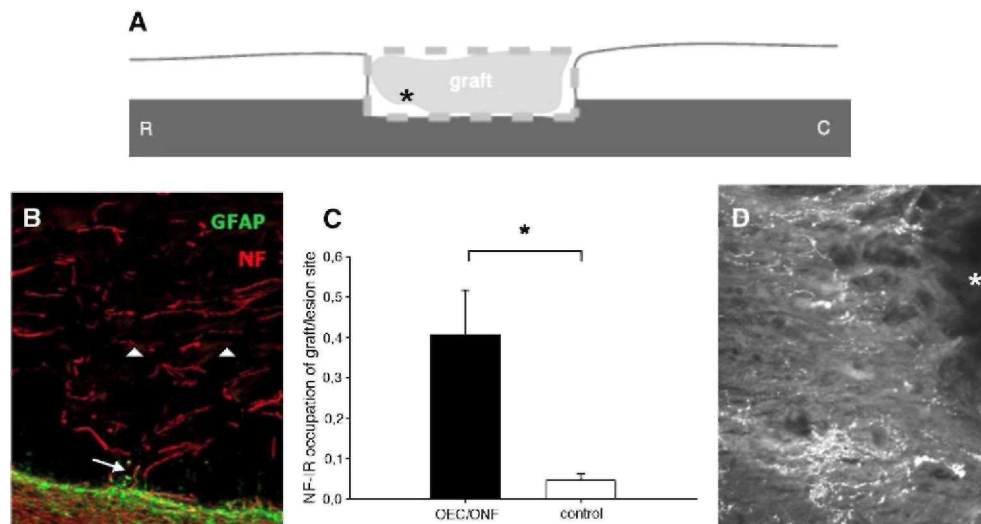 A
graft
*
R
C
B
GFAP
NF
C
*
NF-IR occupation of graft/lesion site
0,6
0,5
0,4
0,3
0,2
0,1
0,0
OEC/ONF
control
D
*